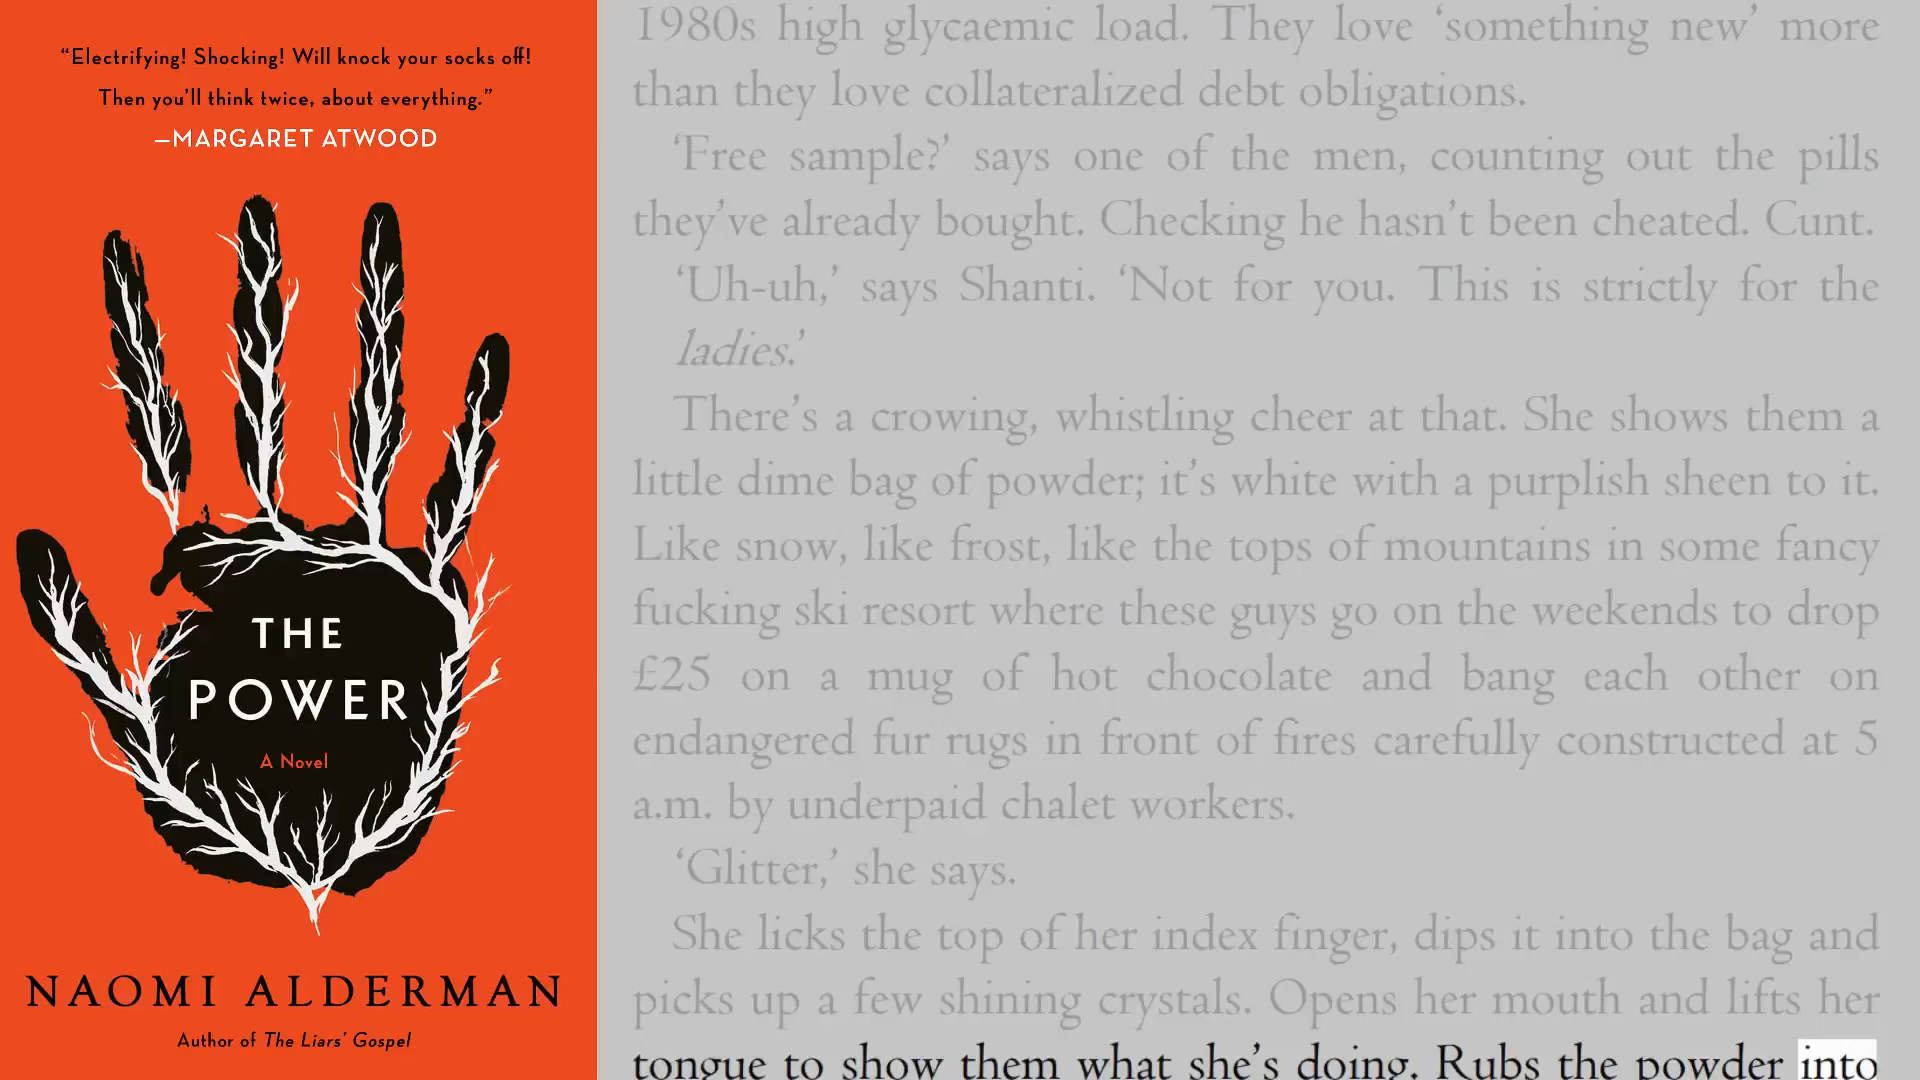 “Electrifying! Shocking! Will knock your socks off!
Then you’ll think twice, about everything.”
—MARGARET ATWOOD
THE
POWER
A Novel
NAOMI ALDERMAN
Author of The Liars’ Gospel
1980s high glycaemic load. They love ‘something new’ more
than they love collateralized debt obligations.
‘Free sample?’ says one of the men, counting out the pills
they’ve already bought. Checking he hasn’t been cheated. Cunt.
‘Uh-uh,’ says Shanti. ‘Not for you. This is strictly for the
ladies.’
There’s a crowing, whistling cheer at that. She shows them a
little dime bag of powder; it’s white with a purplish sheen to it.
Like snow, like frost, like the tops of mountains in some fancy
fucking ski resort where these guys go on the weekends to drop
£25 on a mug of hot chocolate and bang each other on
endangered fur rugs in front of fires carefully constructed at 5
a.m. by underpaid chalet workers.
‘Glitter,’ she says.
She licks the top of her index finger, dips it into the bag and
picks up a few shining crystals. Opens her mouth and lifts her
tongue to show them what she’s doing. Rubs the powder into